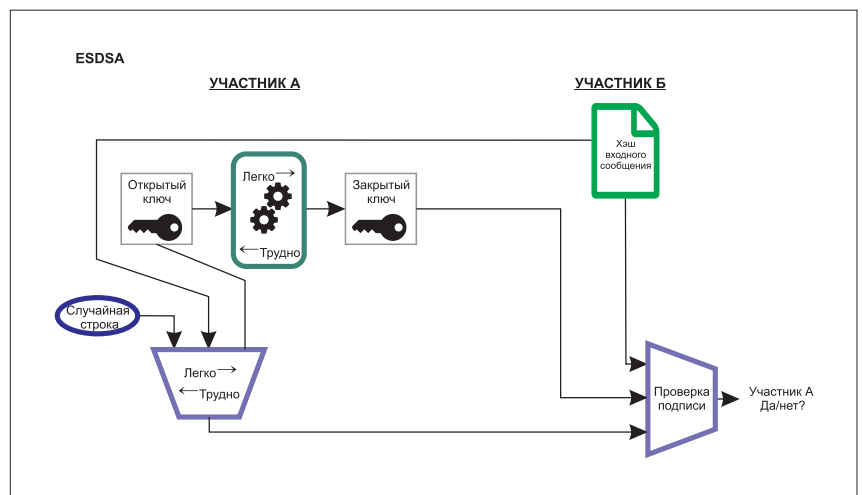 ESDSA
УЧАСТНИК А
УЧАСТНИК Б
Хэш
входного
сообщения
Открытый
ключ
Легко
Трудно
Закрытый
ключ
Случайная
строка
Легко
Трудно
Проверка
подписи
Участник А
Да/нет?